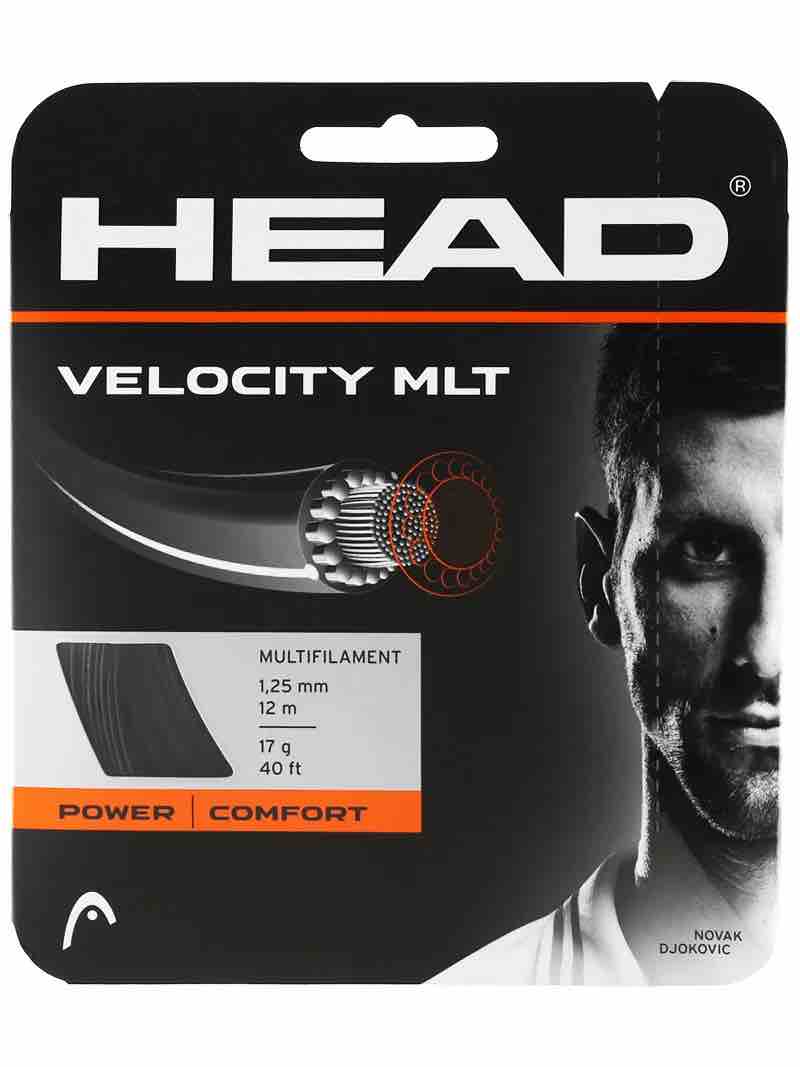 HEAD®
VELOCITY MLT
MULTIFILAMENT
1,25 mm
12 m
17 g
40 ft
POWER | COMFORT
NOVAK
DJOKOVIC